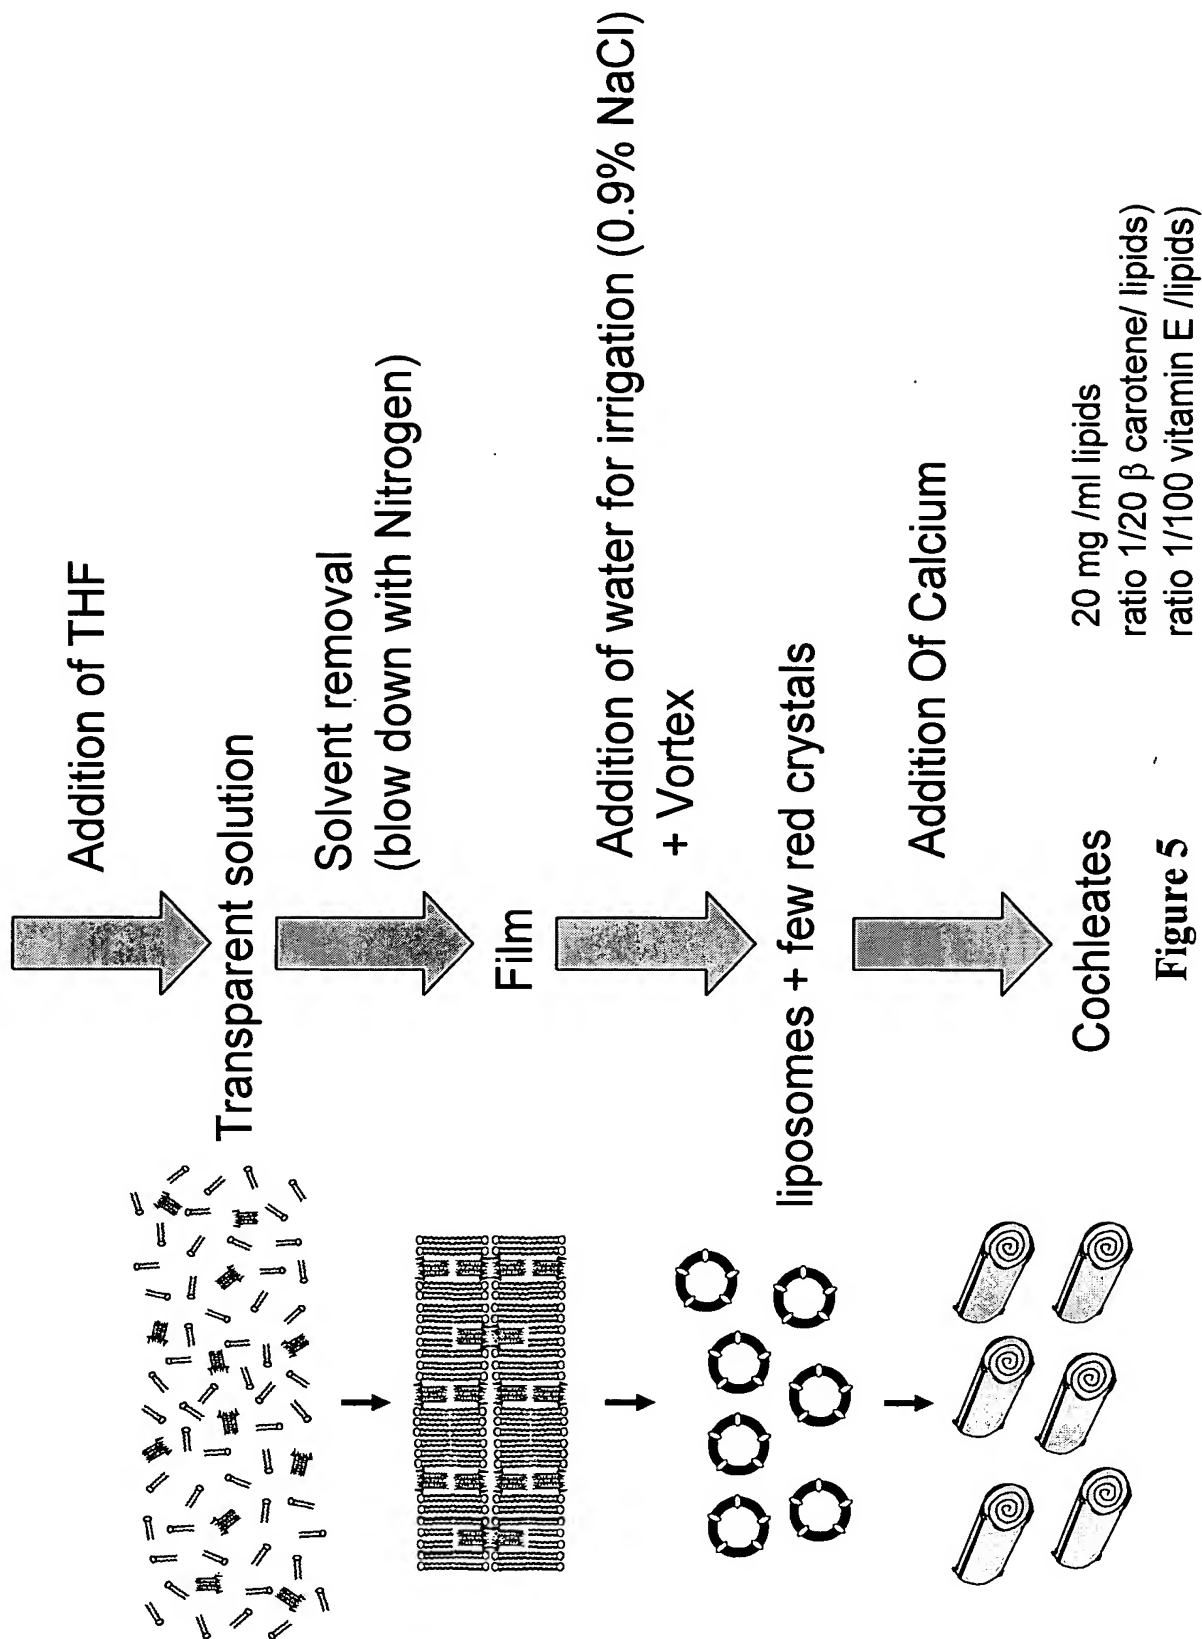 Addition of THF
Transparent solution
Solvent removal
(blow down with Nitrogen)
Film
Addition of water for irrigation (0.9% NaCl)
+ Vortex
liposomes + few red crystals
Addition Of Calcium
Cochleates
20 mg /ml lipids
ratio 1/20 β carotene/ lipids)
ratio 1/100 vitamin E /lipids)
Figure 5